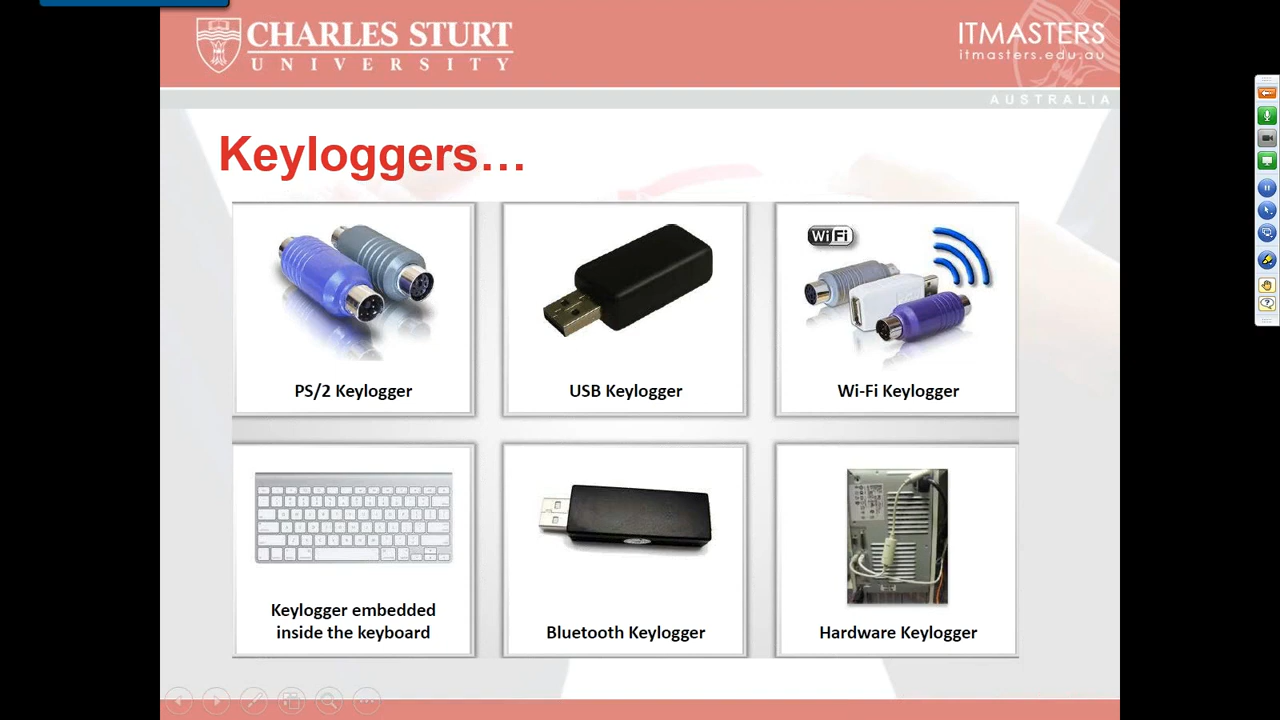 CHARLES STURT
UNIVERSITY
ITMASTERS
itmasters.edu.au
AUSTRALIA
Keyloggers…
WiFi
PS/2 Keylogger
USB Keylogger
Wi-Fi Keylogger
Keylogger embedded
inside the keyboard
Bluetooth Keylogger
Hardware Keylogger